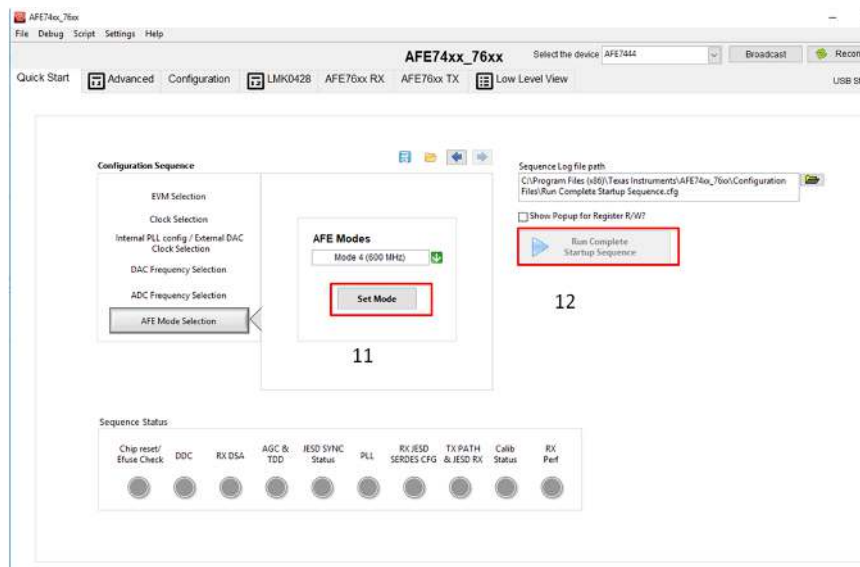 AFE74xx_76xx
File Debug Script Settings Help
AFE74xx_76xx
Select the device
AFE7444
Broadcast
Recon
Quick Start
Advanced
Configuration
LMK0428
AFE76xx RX
AFE76xx TX
Low Level View
USB St
Configuration Sequence
EVM Selection
Clock Selection
Internal PLL config / External DAC
Clock Selection
DAC Frequency Selection
ADC Frequency Selection
AFE Mode Selection
AFE Modes
Mode 4 (600 MHz)
Set Mode
11
Sequence Log file path
C:\Program Files (x86)\Texas Instruments\AFE74xx_76xx\Configuration
Files\Run Complete Startup Sequence.cfg
Show Popup for Register R/W?
Run Complete
Startup Sequence
12
Sequence Status
Chip reset/
Efuse Check
DDC
RX DSA
AGC &
TDD
JESD SYNC
Status
PLL
RX JESD
SERDES CFG
TX PATH
& JESD RX
Calib
Status
RX
Perf